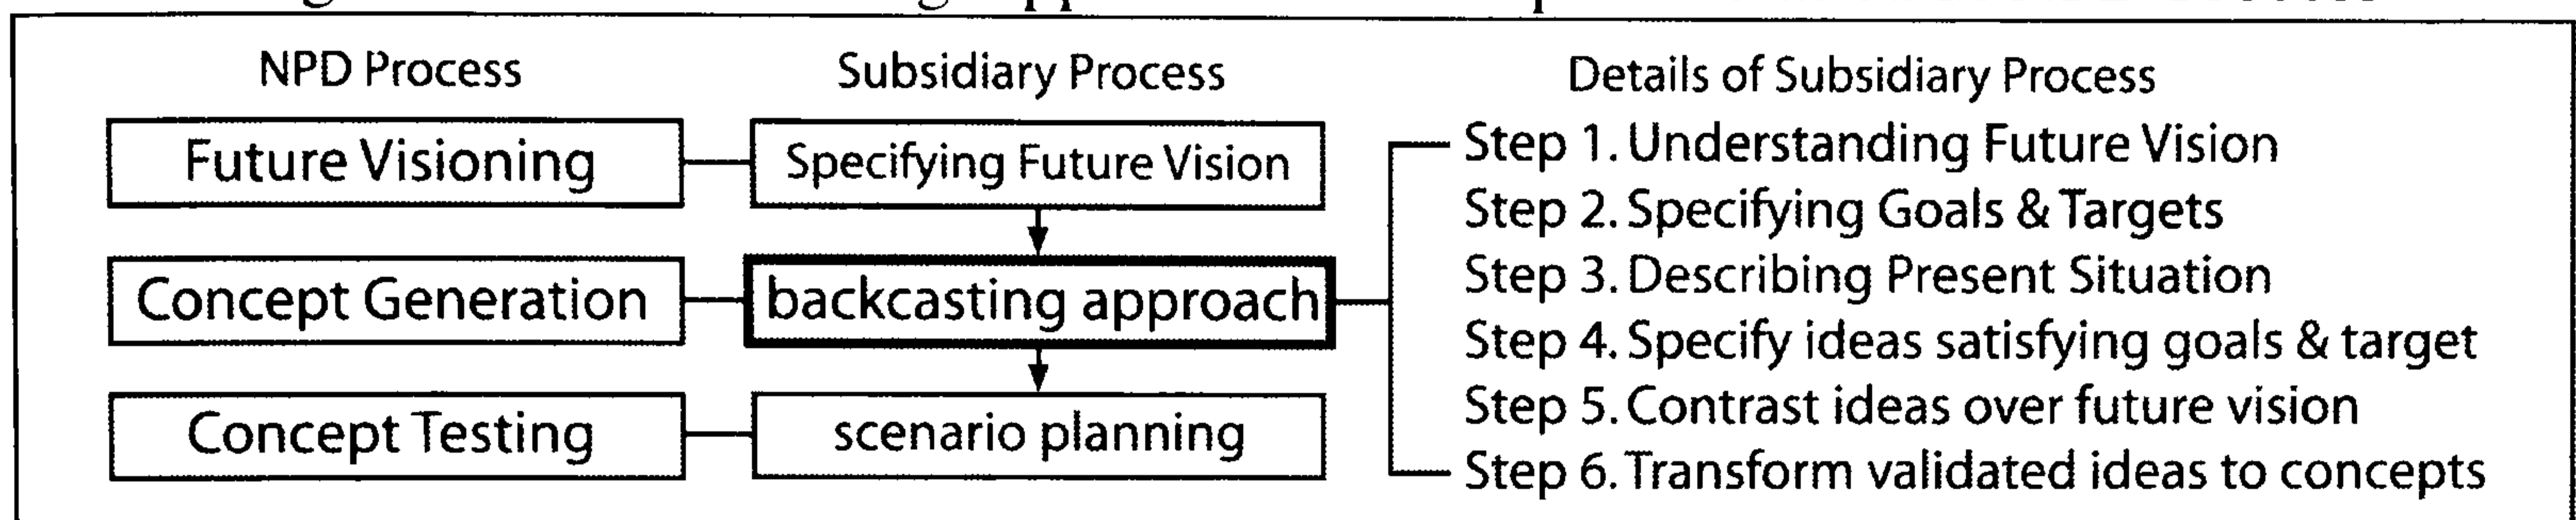 NPD Process
Subsidiary Process
Details of Subsidiary Process
Future Visioning
Specifying Future Vision
Concept Generation
backcasting approach
Concept Testing
scenario planning
Step 1. Understanding Future Vision
Step 2. Specifying Goals & Targets
Step 3. Describing Present Situation
Step 4. Specify ideas satisfying goals & target
Step 5. Contrast ideas over future vision
Step 6. Transform validated ideas to concepts